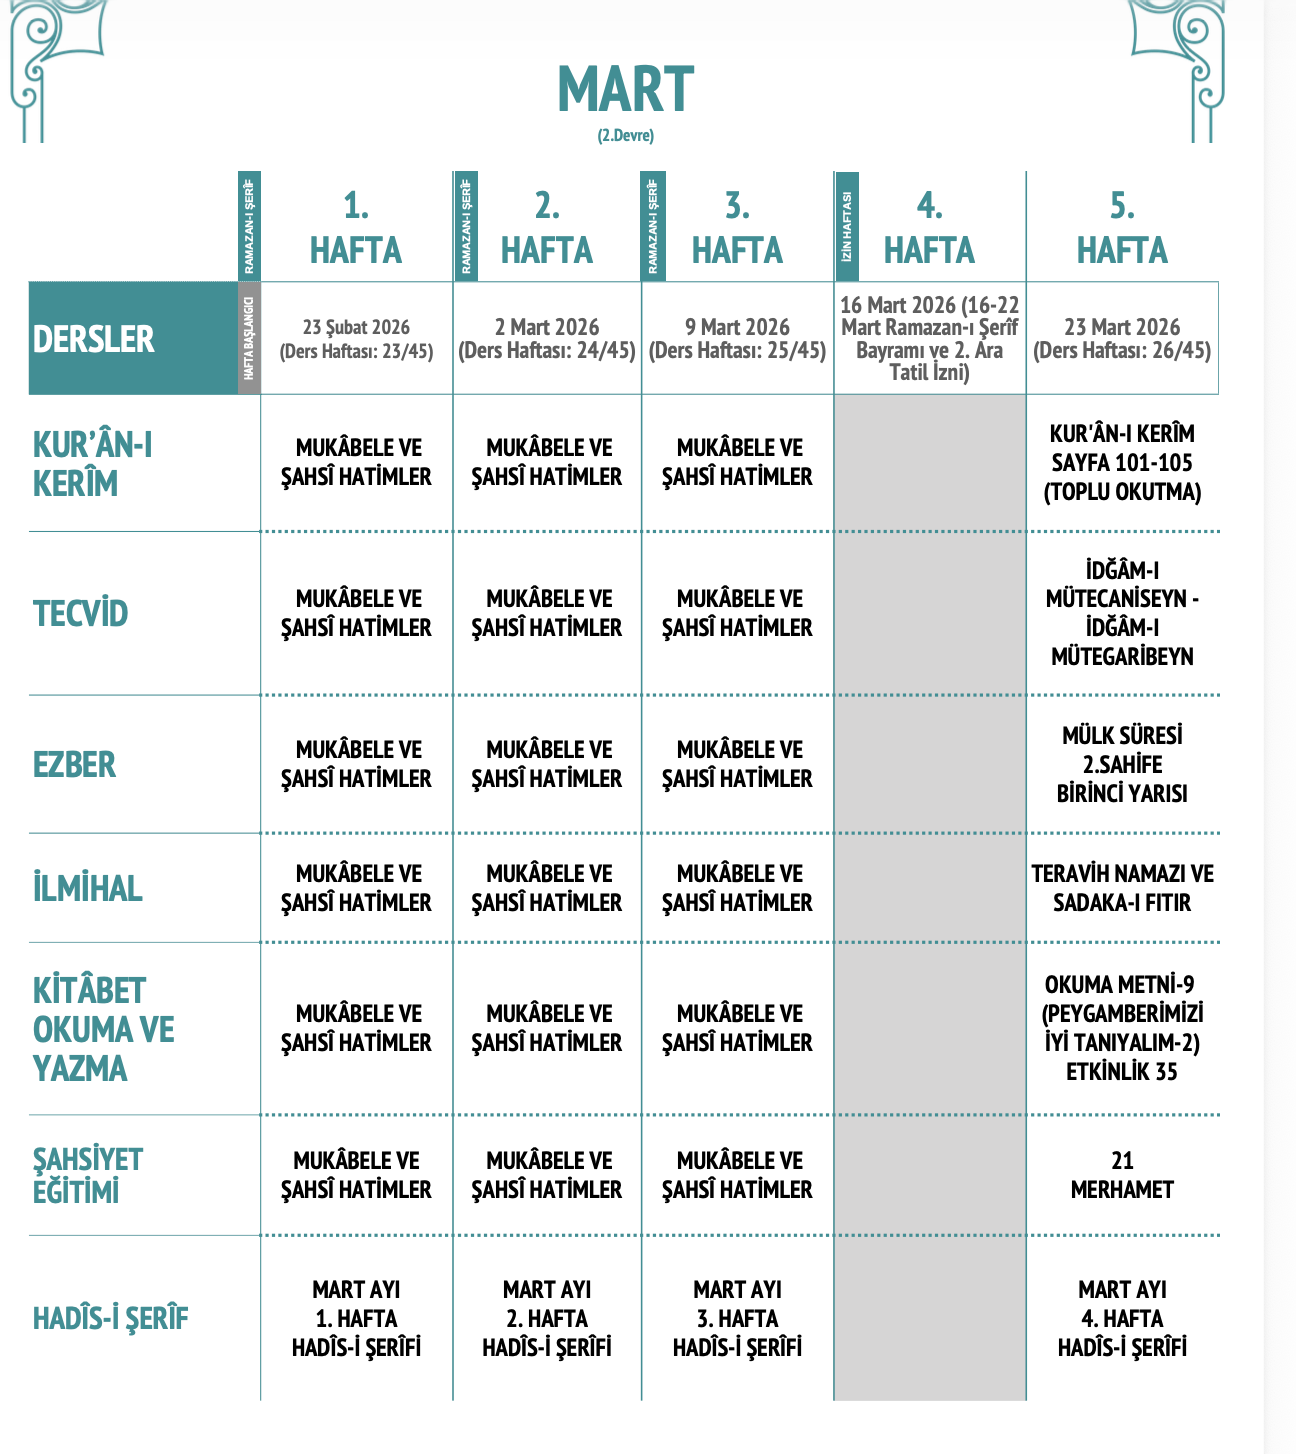 MART
(2.Devre)
RAMAZAN-I ŞERÎF
1.
HAFTA
RAMAZAN-I ŞERÎF
2.
HAFTA
RAMAZAN-I ŞERÎF
3.
HAFTA
İZİN HAFTASI
4.
HAFTA
5.
HAFTA
DERSLER
HAFTA BAŞLANGICI
23 Şubat 2026
(Ders Haftası: 23/45)
2 Mart 2026
(Ders Haftası: 24/45)
9 Mart 2026
(Ders Haftası: 25/45)
16 Mart 2026 (16-22
Mart Ramazan-ı Şerîf
Bayramı ve 2. Ara
Tatil İzni)
23 Mart 2026
(Ders Haftası: 26/45)
KUR’ÂN-I
KERÎM
MUKÂBELE VE
ŞAHSÎ HATİMLER
MUKÂBELE VE
ŞAHSÎ HATİMLER
MUKÂBELE VE
ŞAHSÎ HATİMLER
KUR'ÂN-I KERÎM
SAYFA 101-105
(TOPLU OKUTMA)
TECVİD
MUKÂBELE VE
ŞAHSÎ HATİMLER
MUKÂBELE VE
ŞAHSÎ HATİMLER
MUKÂBELE VE
ŞAHSÎ HATİMLER
İDĞÂM-I
MÜTECANİSEYN -
İDĞÂM-I
MÜTEGARİBEYN
EZBER
MUKÂBELE VE
ŞAHSÎ HATİMLER
MUKÂBELE VE
ŞAHSÎ HATİMLER
MUKÂBELE VE
ŞAHSÎ HATİMLER
MÜLK SÜRESİ
2.SAHİFE
BİRİNCİ YARISI
İLMİHAL
MUKÂBELE VE
ŞAHSÎ HATİMLER
MUKÂBELE VE
ŞAHSÎ HATİMLER
MUKÂBELE VE
ŞAHSÎ HATİMLER
TERAVİH NAMAZI VE
SADAKA-I FITIR
KİTÂBET
OKUMA VE
YAZMA
MUKÂBELE VE
ŞAHSÎ HATİMLER
MUKÂBELE VE
ŞAHSÎ HATİMLER
MUKÂBELE VE
ŞAHSÎ HATİMLER
OKUMA METNİ-9
(PEYGAMBERİMİZİ
İYİ TANIYALIM-2)
ETKİNLİK 35
ŞAHSİYET
EĞİTİMİ
MUKÂBELE VE
ŞAHSÎ HATİMLER
MUKÂBELE VE
ŞAHSÎ HATİMLER
MUKÂBELE VE
ŞAHSÎ HATİMLER
21
MERHAMET
HADÎS-İ ŞERÎF
MART AYI
1. HAFTA
HADÎS-İ ŞERÎFİ
MART AYI
2. HAFTA
HADÎS-İ ŞERÎFİ
MART AYI
3. HAFTA
HADÎS-İ ŞERÎFİ
MART AYI
4. HAFTA
HADÎS-İ ŞERÎFİ